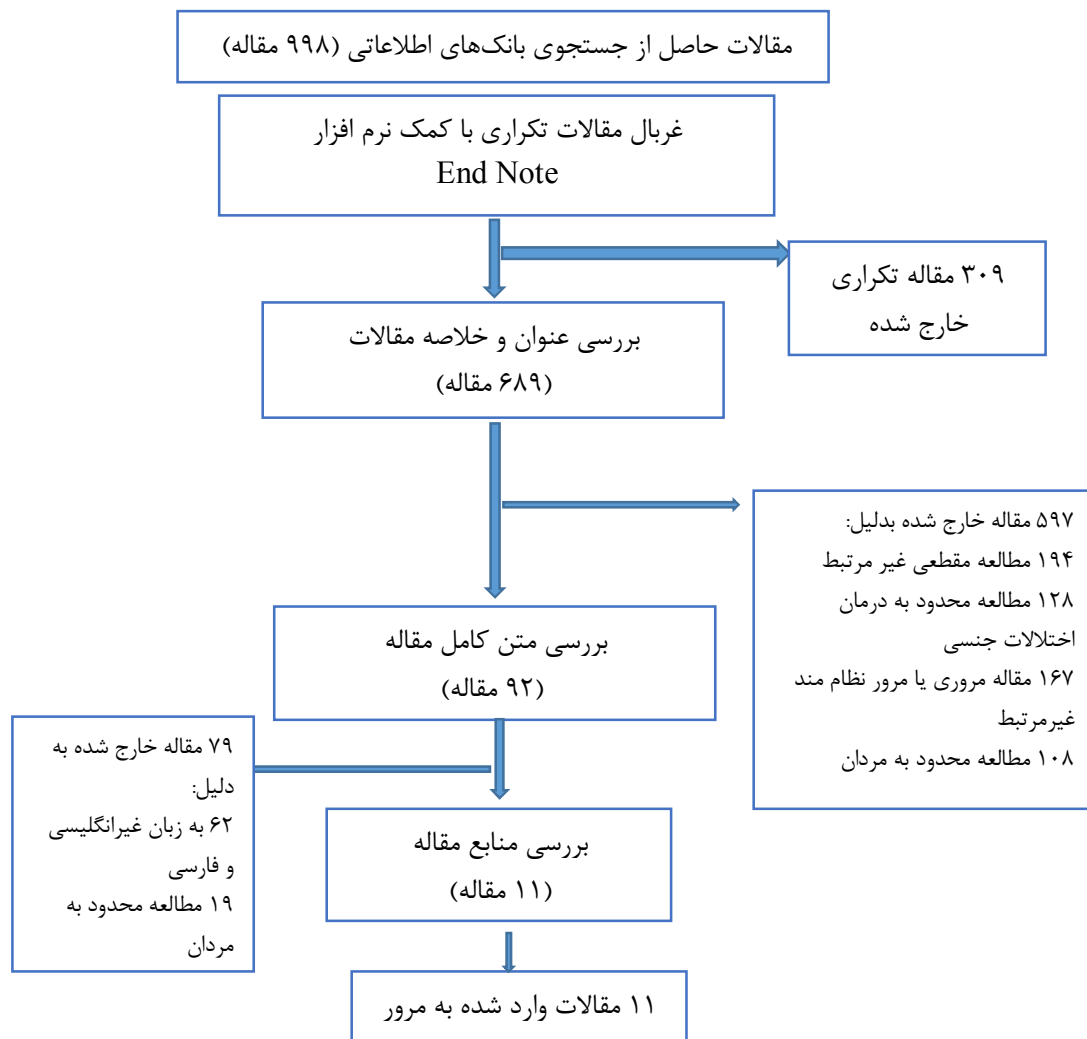 مقالات حاصل از جستجوی بانک‌های اطلاعاتی (۹۹۸ مقاله)
غربال مقالات تکراری با کمک نرم افزار
End Note
۳۰۹ مقاله تکراری
خارج شده
بررسی عنوان و خلاصه مقالات
(۶۸۹ مقاله)
۵۹۷ مقاله خارج شده بدلیل:
۱۹۴ مطالعه مقطعی غیر مرتبط
۱۲۸ مطالعه محدود به درمان
اختلالات جنسی
۱۶۷ مقاله مروری یا مرور نظام مند
غیرمرتبط
۱۰۸ مطالعه محدود به مردان
بررسی متن کامل مقاله
(۹۲ مقاله)
۷۹ مقاله خارج شده به
دلیل:
۶۲ به زبان غیرانگلیسی
و فارسی
۱۹ مطالعه محدود به
مردان
بررسی منابع مقاله
(۱۱ مقاله)
۱۱ مقالات وارد شده به مرور